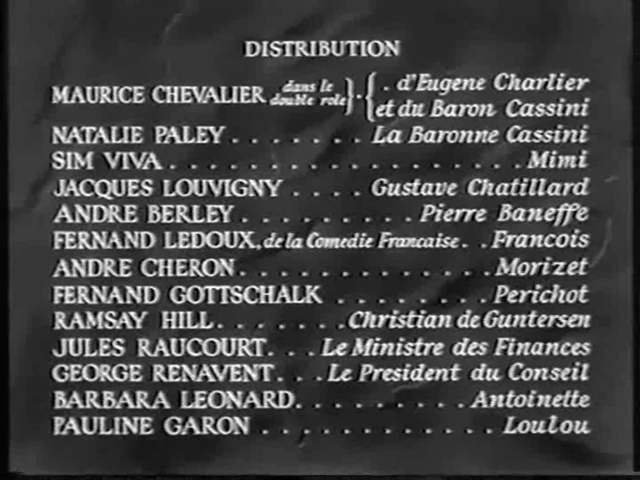 DISTRIBUTION
MAURICE CHEVALIER dans le double role}.{. d'Eugene Charlier et du Baron Cassini
NATALIE PALEY . . . . . . . La Baronne Cassini
SIM VIVA . . . . . . . . . . . . . . . . . . . Mimi
JACQUES LOUVIGNY . . . . Gustave Chatillard
ANDRE BERLEY . . . . . . . . . Pierre Baneffe
FERNAND LEDOUX, de la Comedie Francaise . . Francois
ANDRE CHERON . . . . . . . . . . . . . Morizet
FERNAND GOTTSCHALK . . . . . . . . Perichot
RAMSAY HILL . . . . . . . Christian de Guntersen
JULES RAUCOURT . . . Le Ministre des Finances
GEORGE RENAVENT . . . Le President du Conseil
BARBARA LEONARD . . . . . . . . . Antoinette
PAULINE GARON . . . . . . . . . . . . Loulou